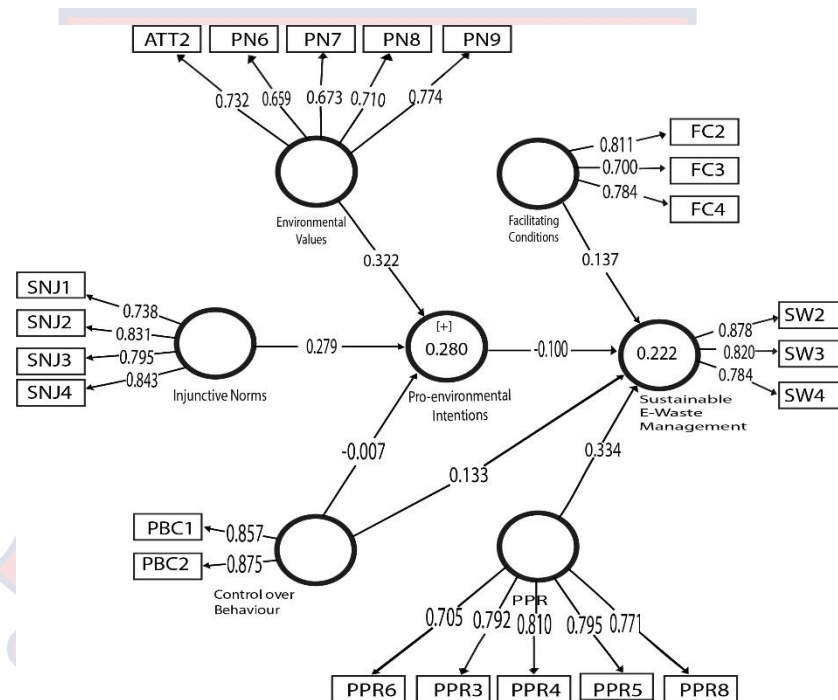 ATT2 PN6 PN7 PN8 PN9
0.732 0.659 0.673 0.710 0.774
Environmental
Values
0.322
FC2
FC3
FC4
0.811
0.700
0.784
Facilitating
Conditions
0.137
SNJ1
SNJ2
SNJ3
SNJ4
0.738
0.831
0.795
0.843
Injunctive Norms
0.279
[+]
0.280
Pro-environmental
Intentions
-0.100
0.222
Sustainable
E-Waste
Management
0.878
0.820
0.784
SW2
SW3
SW4
-0.007
0.133
0.334
PBC1
PBC2
0.857
0.875
Control over
Behaviour
PPR
0.705 0.792 0.810 0.795 0.771
PPR6 PPR3 PPR4 PPR5 PPR8